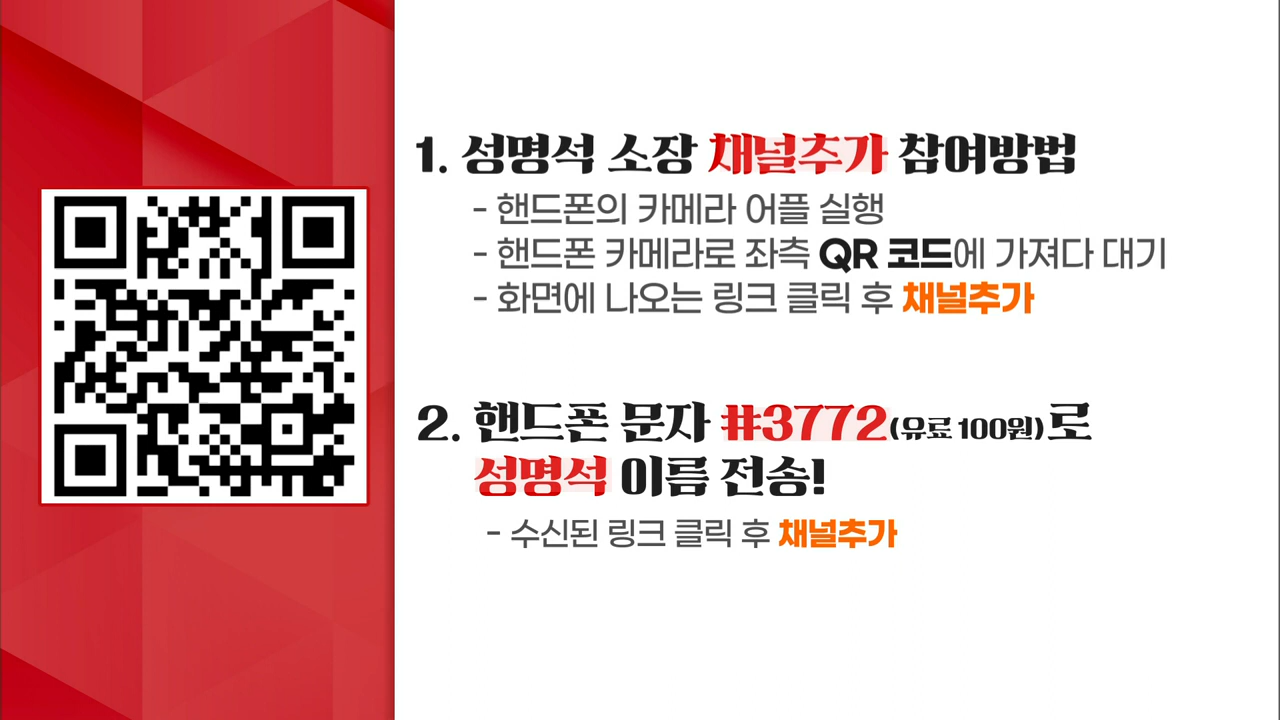 1. 성명석 소장 채널추가 참여방법
- 핸드폰의 카메라 어플 실행
- 핸드폰 카메라로 좌측 QR 코드에 가져다 대기
- 화면에 나오는 링크 클릭 후 채널추가
2. 핸드폰 문자 #3772(유료 100원)로
성명석 이름 전송!
- 수신된 링크 클릭 후 채널추가